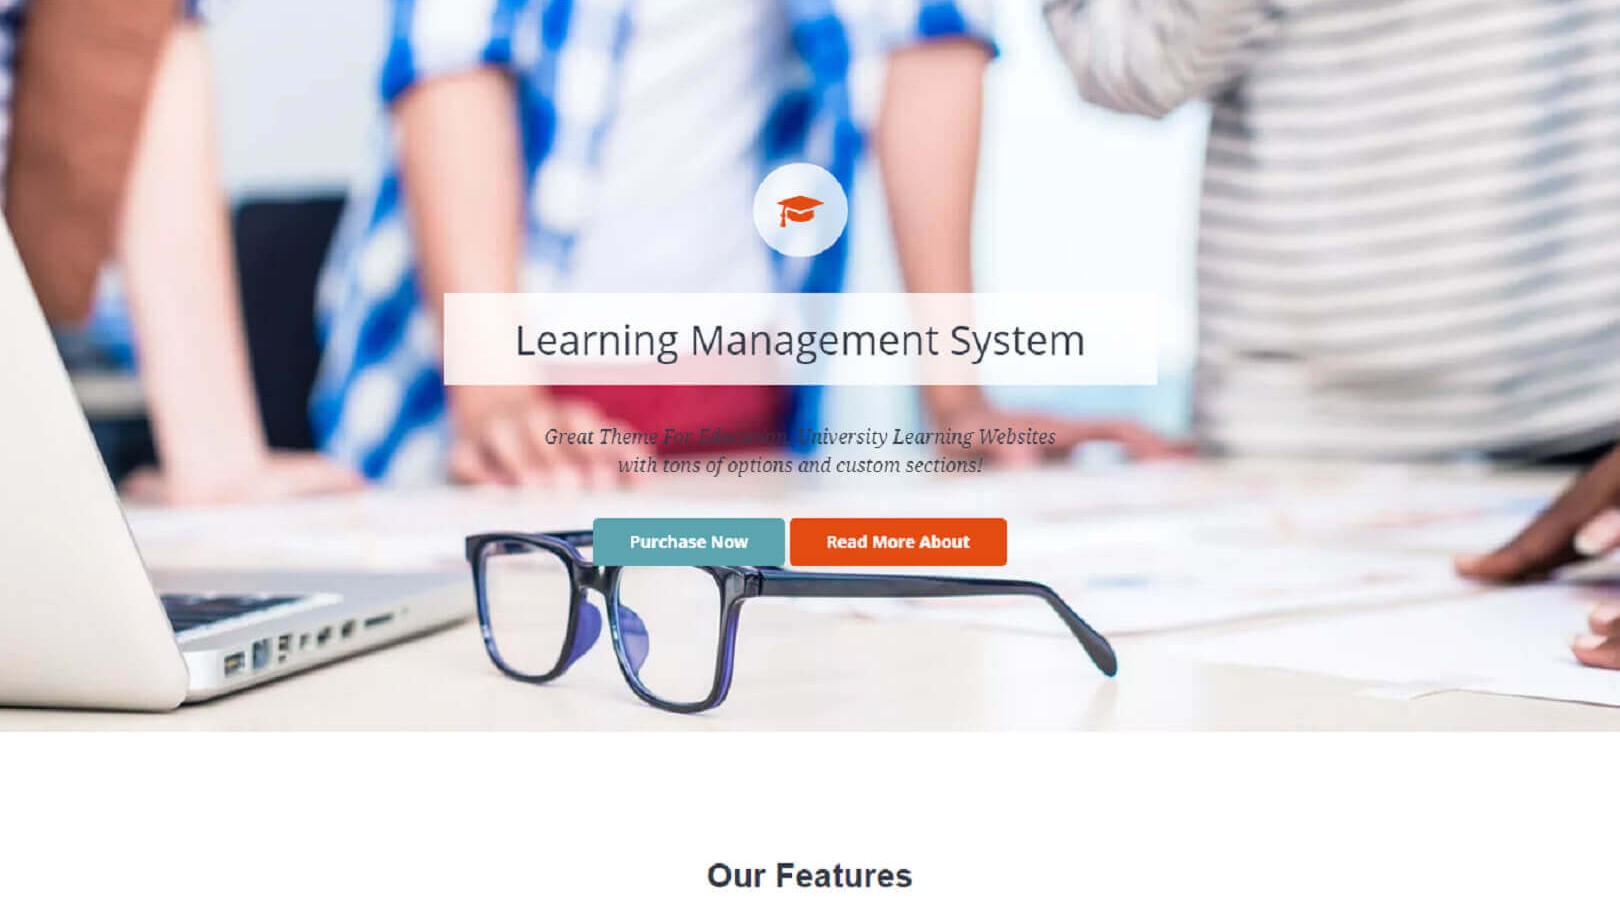 Learning Management System
Great Theme For Education, University Learning Websites
with tons of options and custom sections!
Purchase Now
Read More About
Our Features